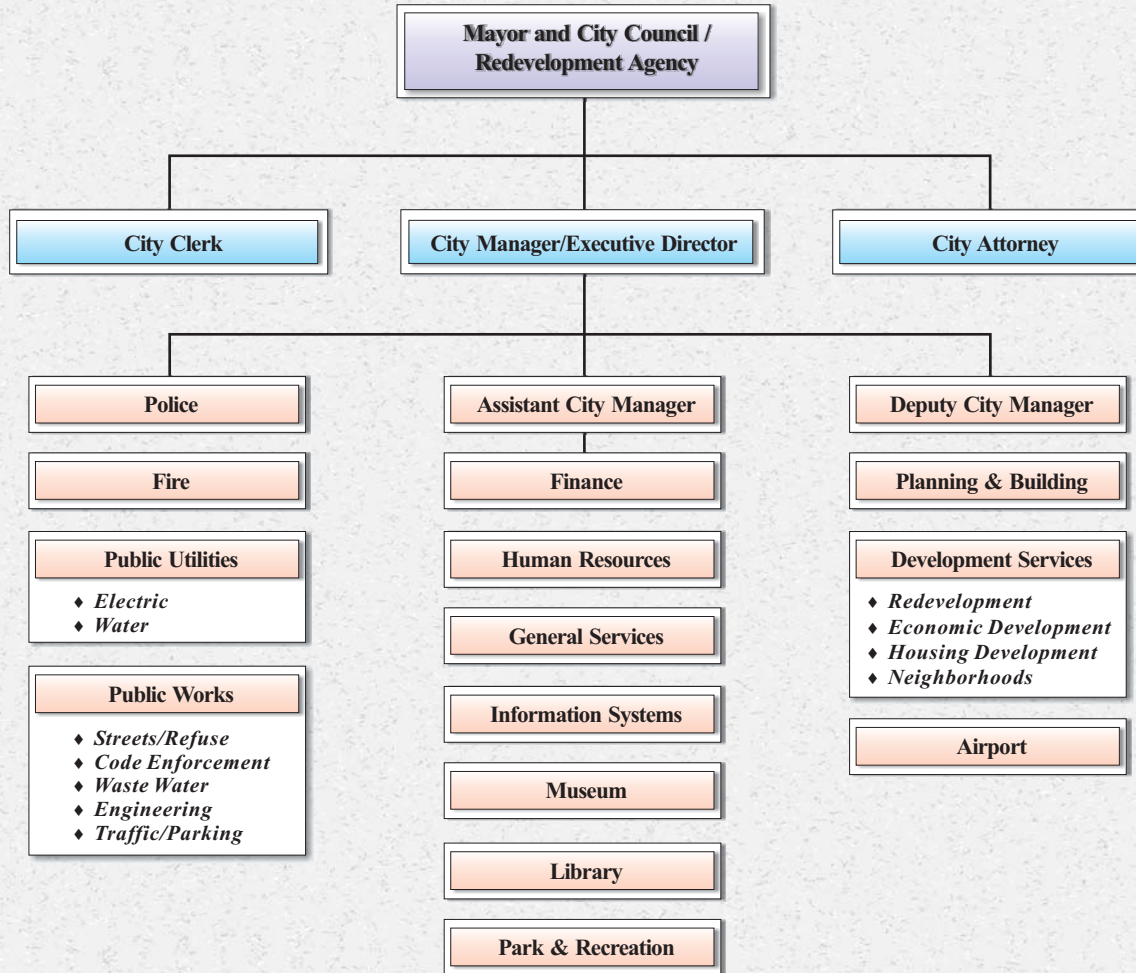 Mayor and City Council /
Redevelopment Agency
City Clerk
City Manager/Executive Director
City Attorney
Police
Fire
Public Utilities
♦ Electric
♦ Water
Public Works
♦ Streets/Refuse
♦ Code Enforcement
♦ Waste Water
♦ Engineering
♦ Traffic/Parking
Assistant City Manager
Finance
Human Resources
General Services
Information Systems
Museum
Library
Park & Recreation
Deputy City Manager
Planning & Building
Development Services
♦ Redevelopment
♦ Economic Development
♦ Housing Development
♦ Neighborhoods
Airport